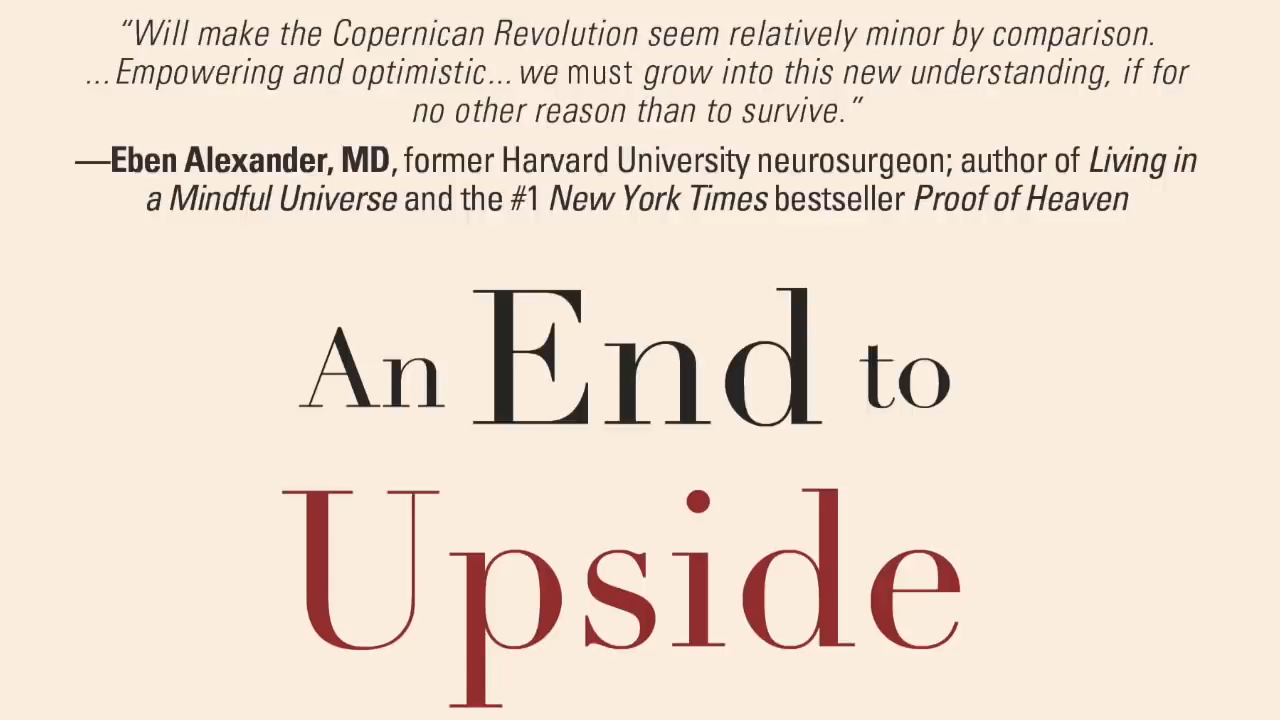 “Will make the Copernican Revolution seem relatively minor by comparison.
...Empowering and optimistic...we must grow into this new understanding, if for
no other reason than to survive.”
—Eben Alexander, MD, former Harvard University neurosurgeon; author of Living in
a Mindful Universe and the #1 New York Times bestseller Proof of Heaven
An End to
Upside